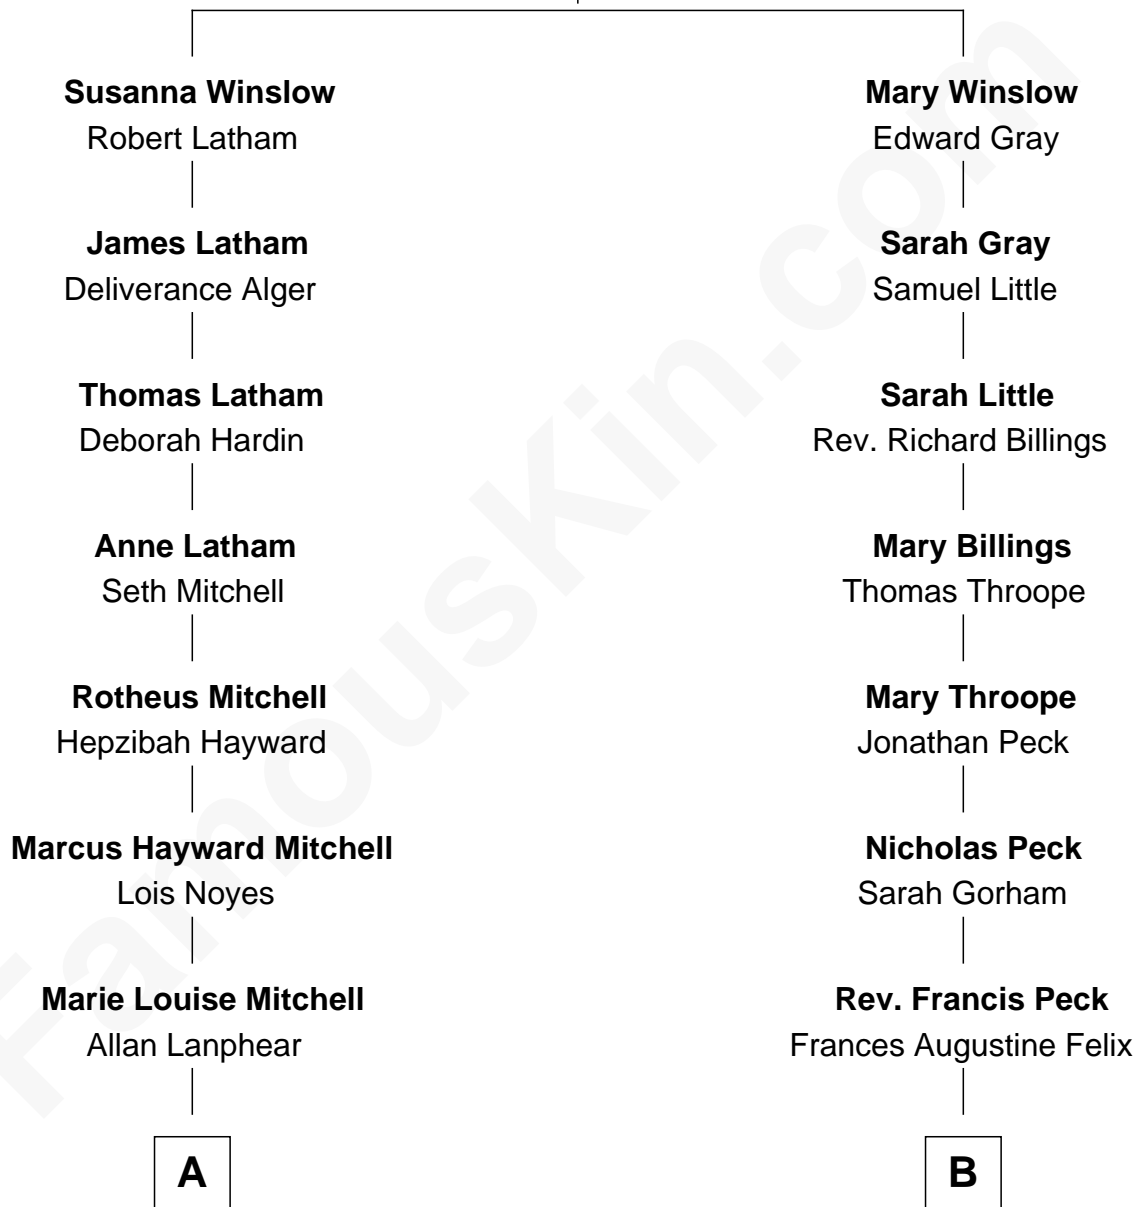 Susanna Winslow
Robert Latham
James Latham
Deliverance Alger
Thomas Latham
Deborah Hardin
Anne Latham
Seth Mitchell
Rotheus Mitchell
Hepzibah Hayward
Marcus Hayward Mitchell
Lois Noyes
Marie Louise Mitchell
Allan Lanphear
A
Mary Winslow
Edward Gray
Sarah Gray
Samuel Little
Sarah Little
Rev. Richard Billings
Mary Billings
Thomas Throope
Mary Throope
Jonathan Peck
Nicholas Peck
Sarah Gorham
Rev. Francis Peck
Frances Augustine Felix
B
FamousKin.com